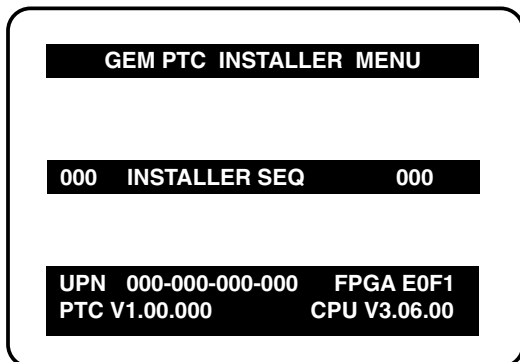 GEM PTC INSTALLER MENU
000 INSTALLER SEQ 000
UPN 000-000-000-000 FPGA E0F1
PTC V1.00.000 CPU V3.06.00